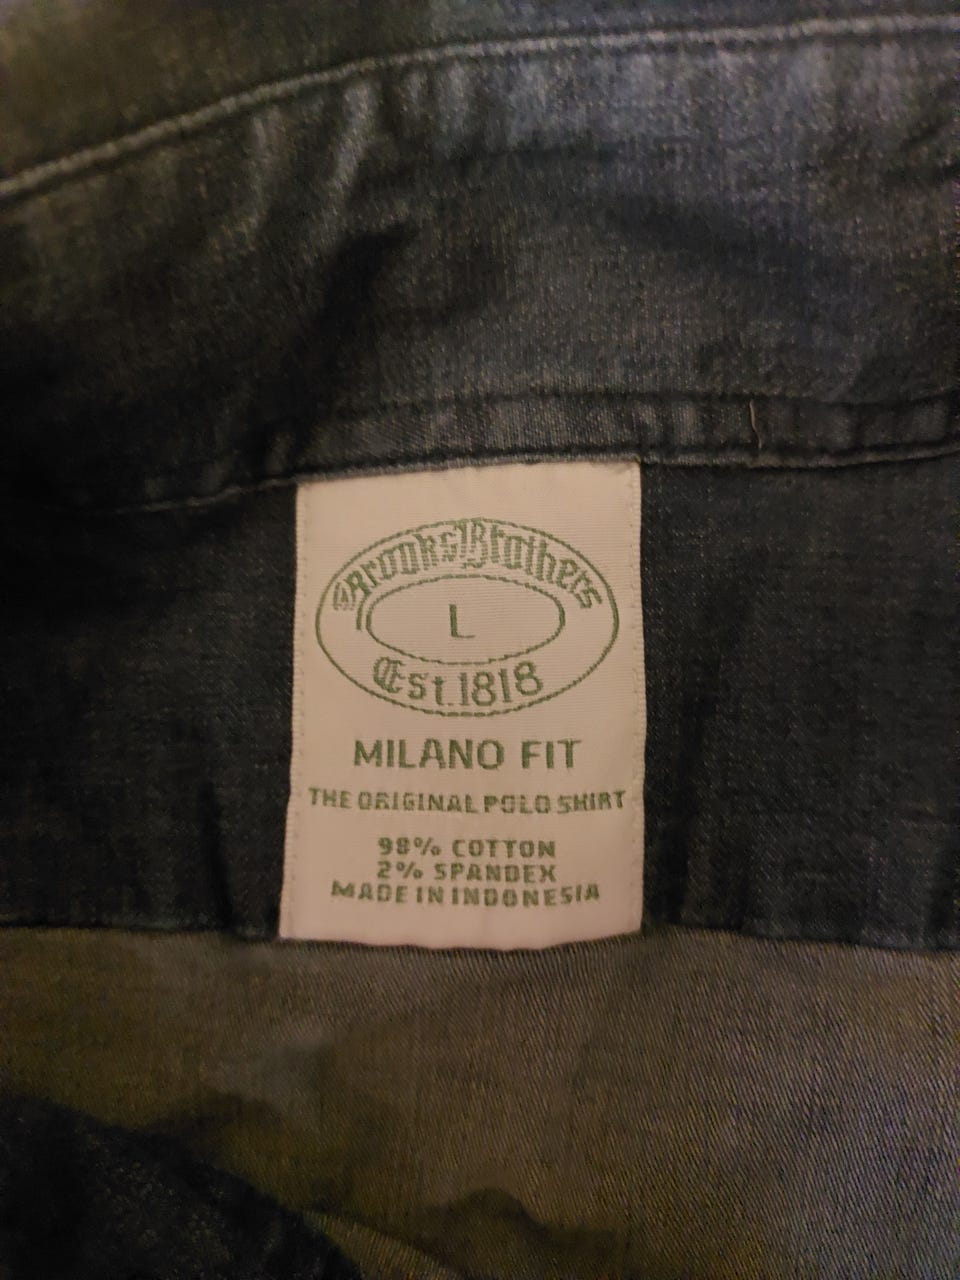 Brooks Brothers
L
Est. 1818
MILANO FIT
THE ORIGINAL POLO SHIRT
98% COTTON
2% SPANDEX
MADE IN INDONESIA